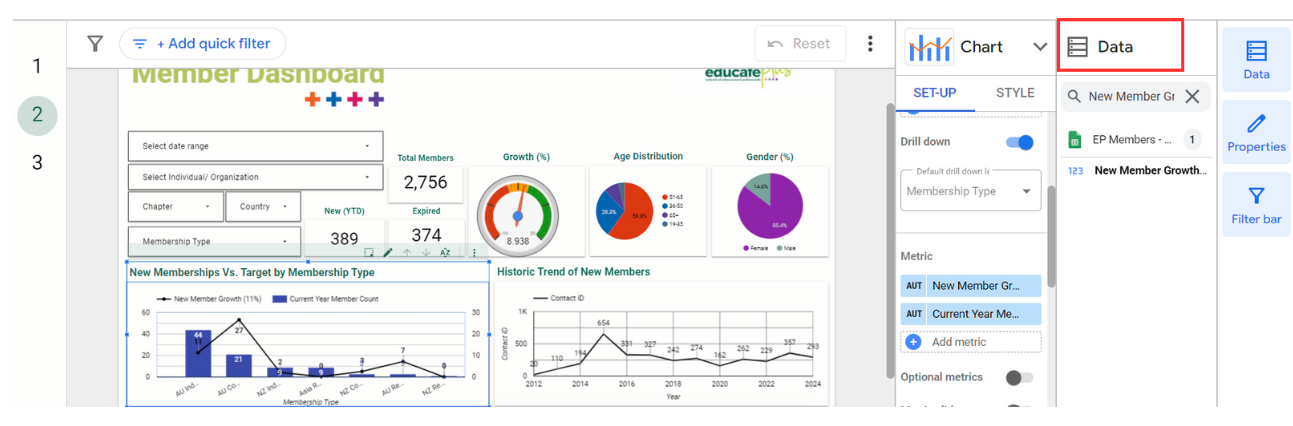 1
2
3
+ Add quick filter
Reset
Member Dashboard
educateplus
Select date range
Select Individual/ Organization
Chapter
Country
Membership Type
Total Members
2,756
New (YTD)
389
Expired
374
Growth (%)
8.938
Age Distribution
51-65
36-50
65+
19-35
28.3%
Gender (%)
14.6%
85.4%
Female
Male
New Memberships Vs. Target by Membership Type
New Member Growth (11%)
Current Year Member Count
60
40
20
0
30
20
10
0
44
11
27
21
2
0
3
7
0
AU Ind...
AU Co...
NZ Ind...
Asia R...
NZ Co...
AU Re...
NZ Re...
Membership Type
Historic Trend of New Members
Contact ID
Contact ID
1K
500
0
20
110
194
654
331
327
242
274
162
262
229
357
293
2012
2014
2016
2018
2020
2022
2024
Year
Chart
SET-UP
STYLE
Drill down
Default drill down le
Membership Type
Metric
AUT New Member Gr...
AUT Current Year Me...
Add metric
Optional metrics
Data
New Member Gr
EP Members - ...
1
123 New Member Growth...
Data
Properties
Filter bar